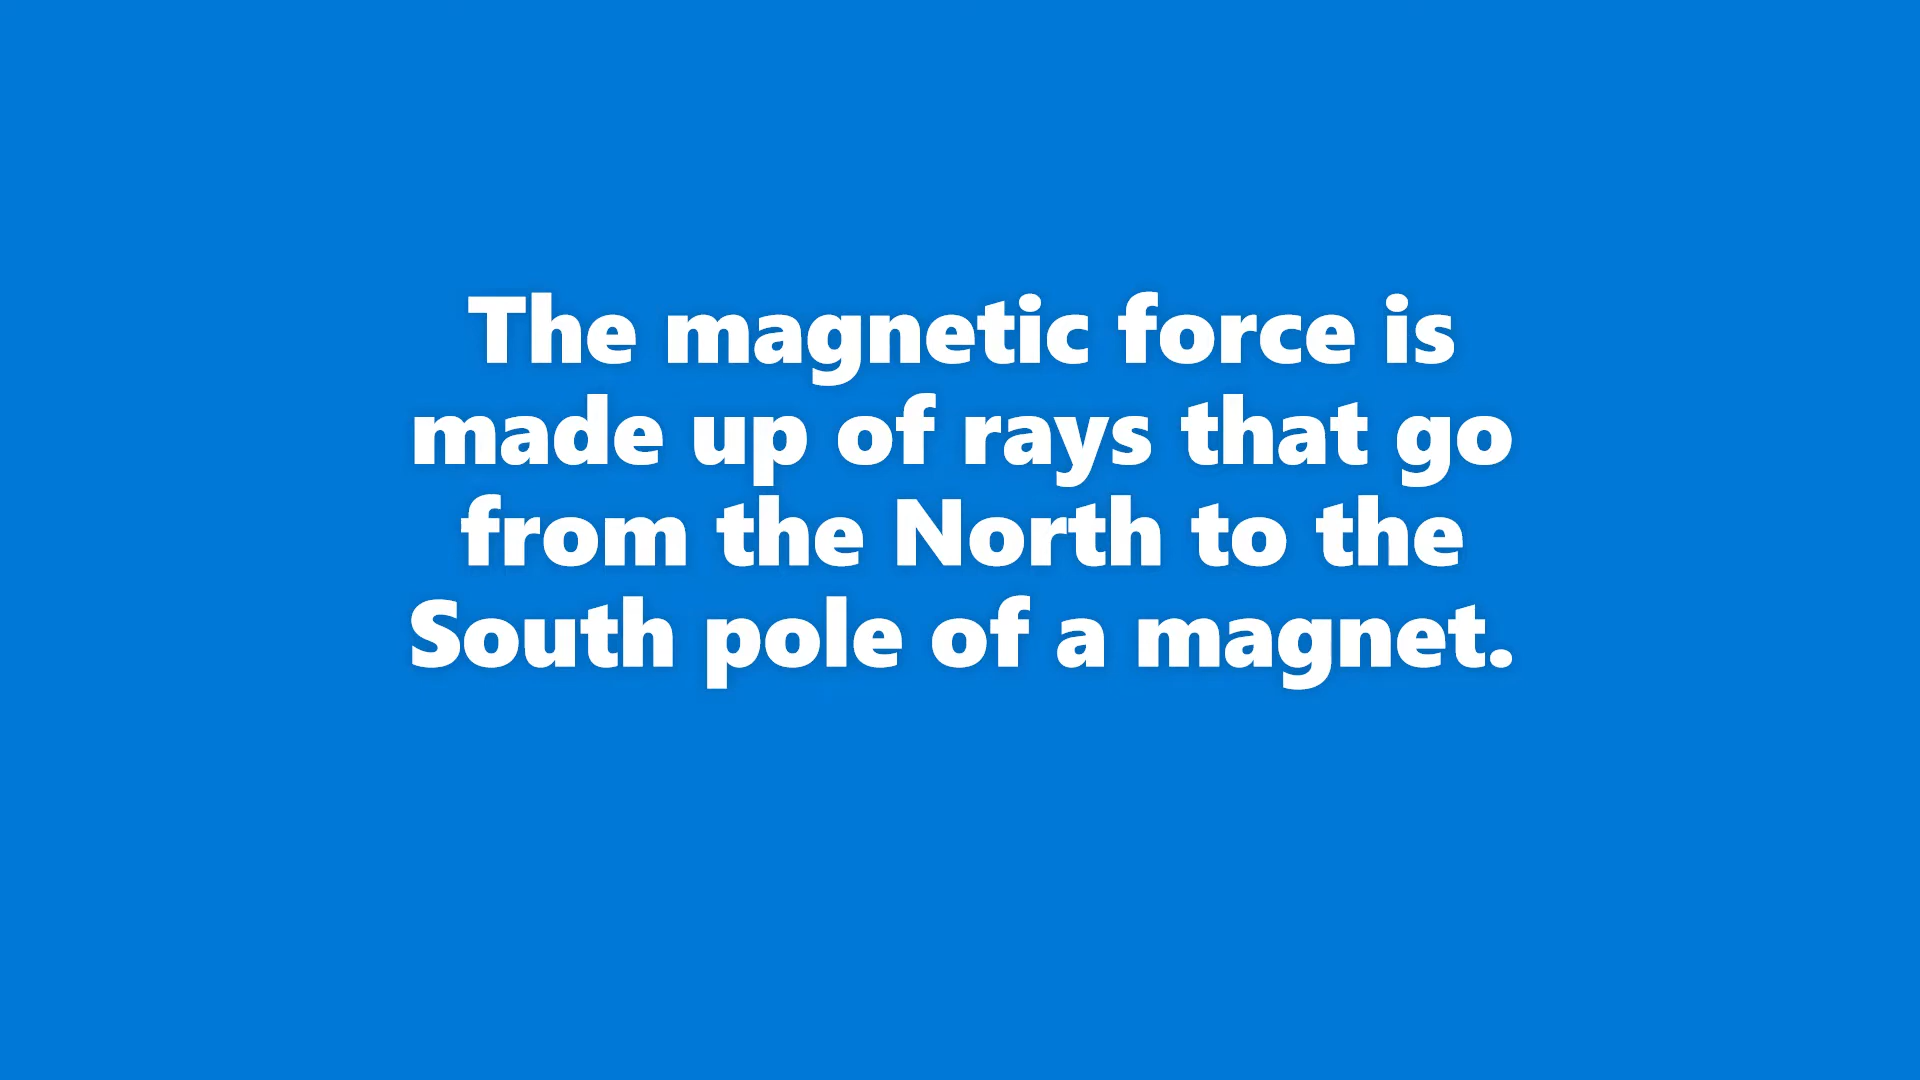 The magnetic force is
made up of rays that go
from the North to the
South pole of a magnet.